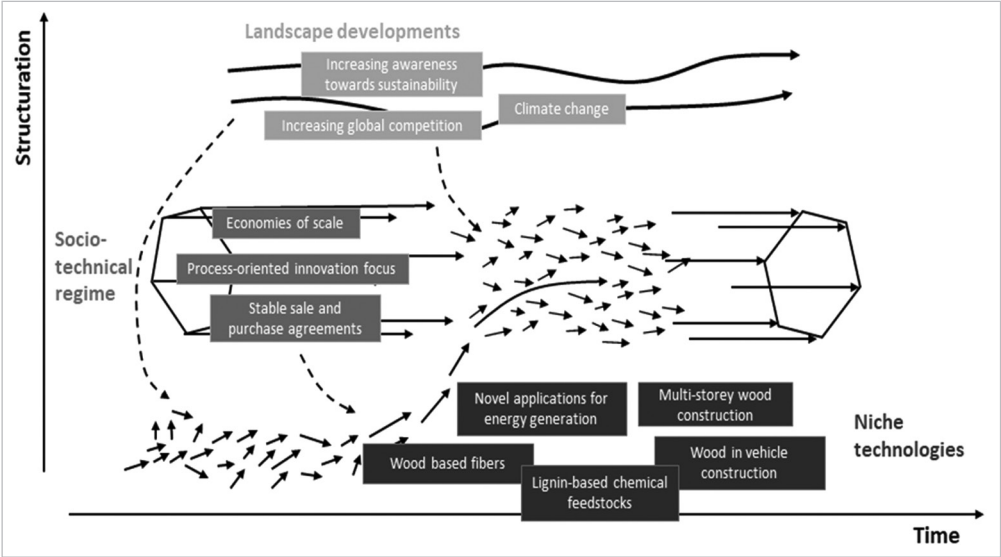 Structuration
Landscape developments
Increasing awareness
towards sustainability
Climate change
Increasing global competition
Socio-
technical
regime
Economies of scale
Process-oriented innovation focus
Stable sale and
purchase agreements
Novel applications for
energy generation
Multi-storey wood
construction
Niche
technologies
Wood based fibers
Wood in vehicle
construction
Lignin-based chemical
feedstocks
Time